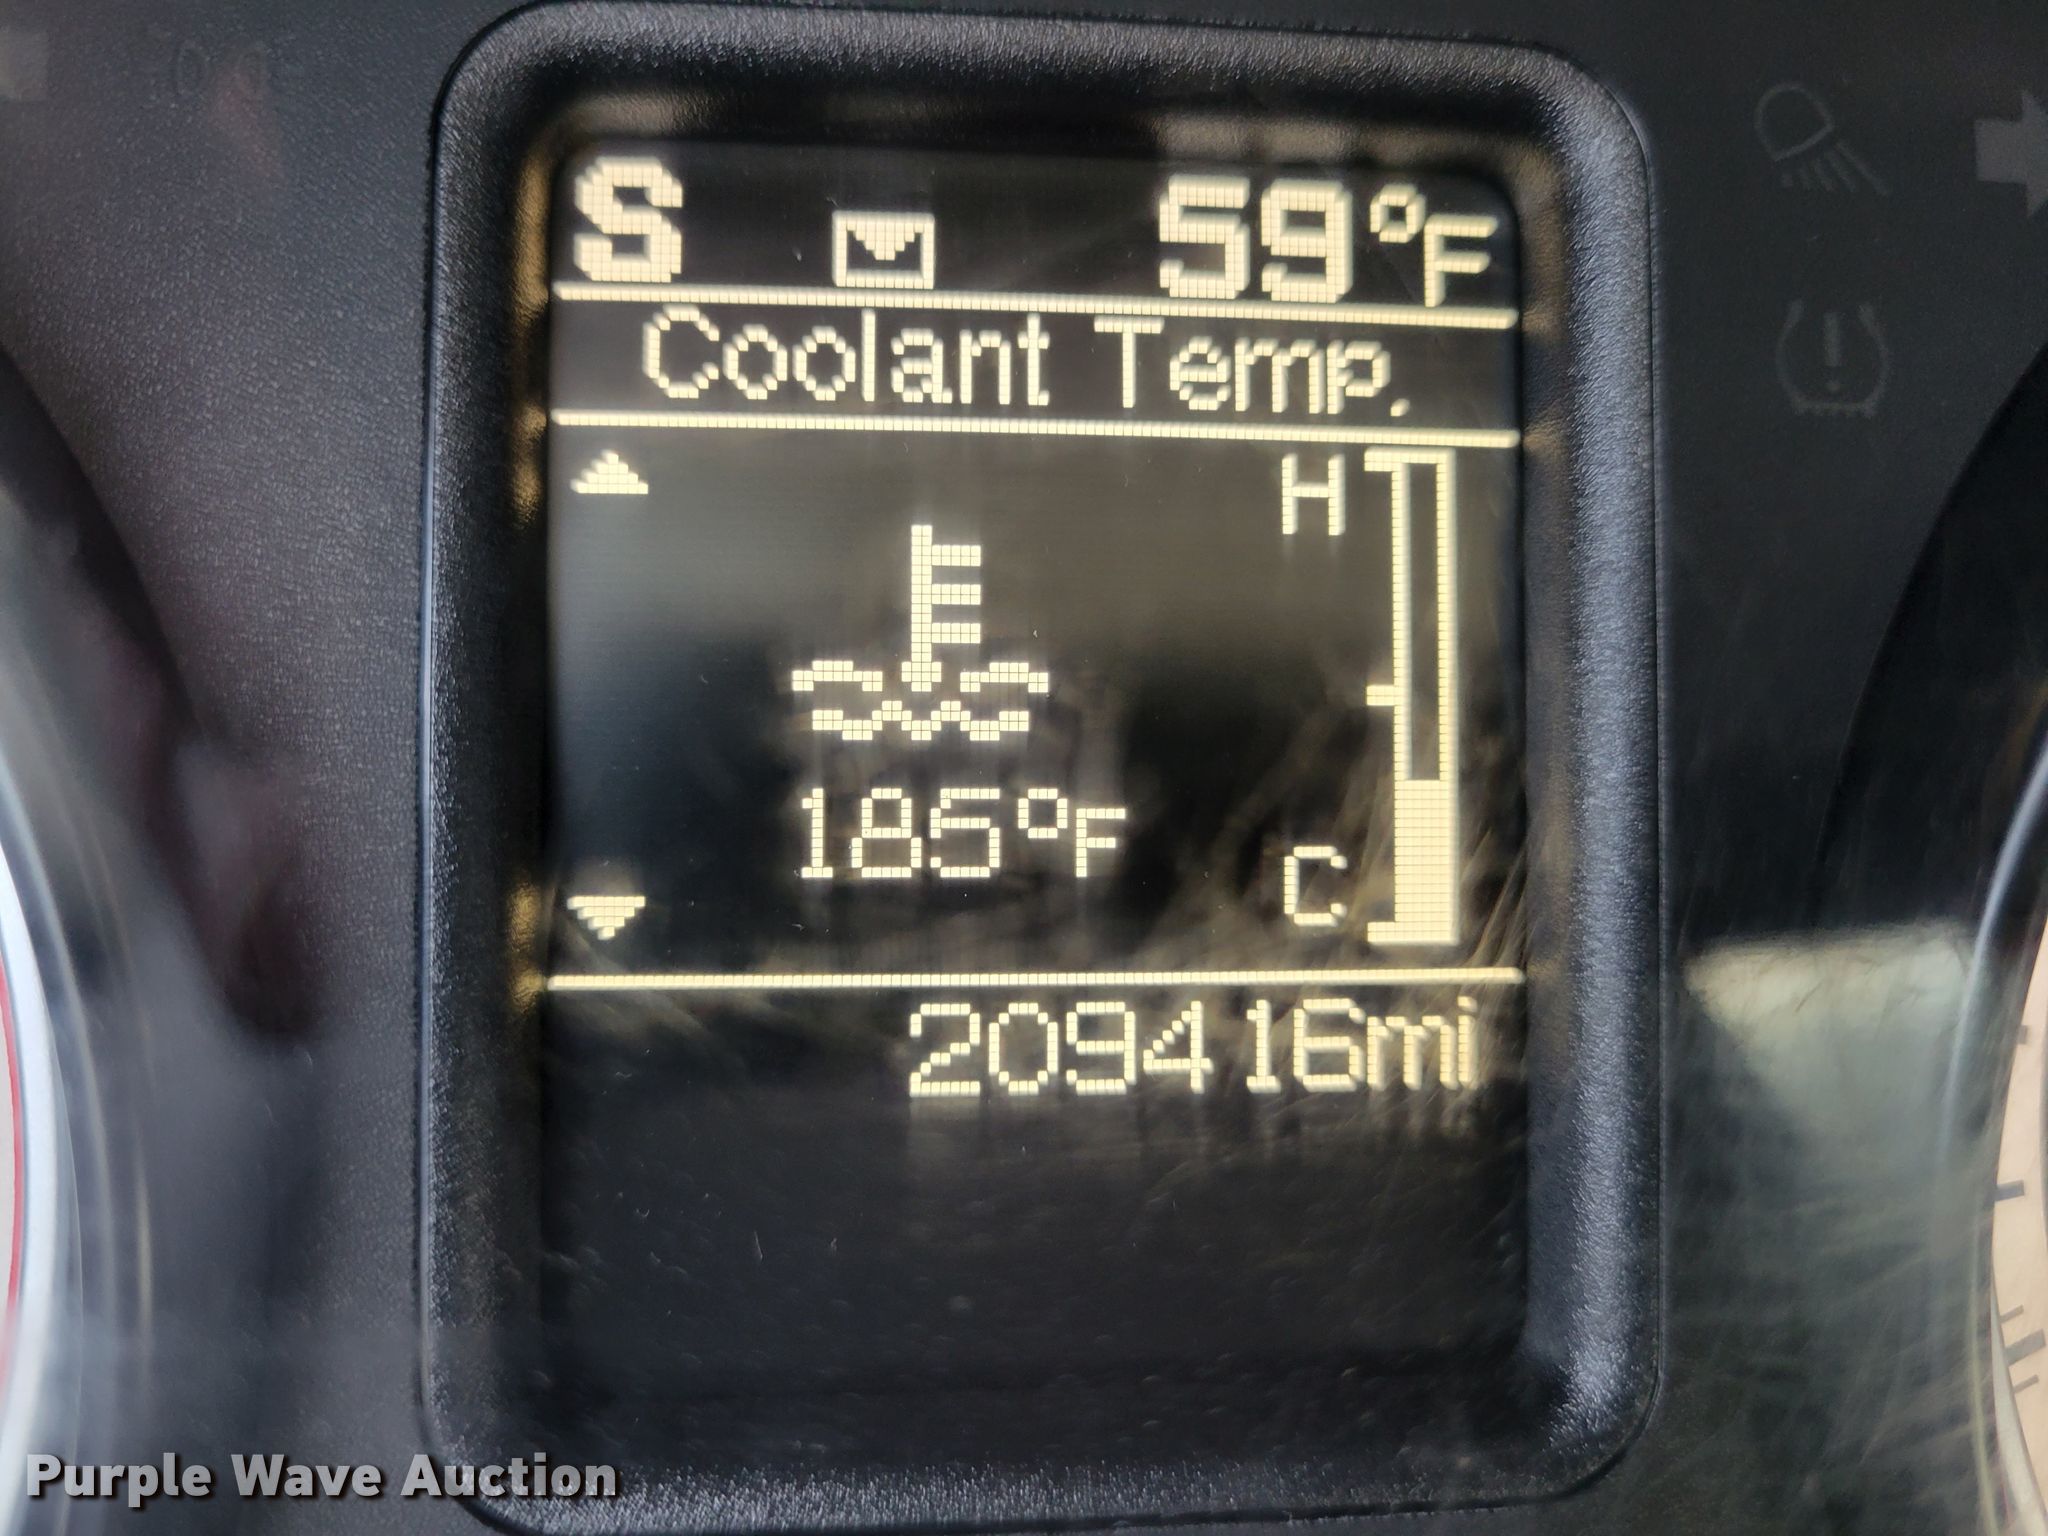 S 59°F
Coolant Temp.
H
185°F
C
209416mi
Purple Wave Auction